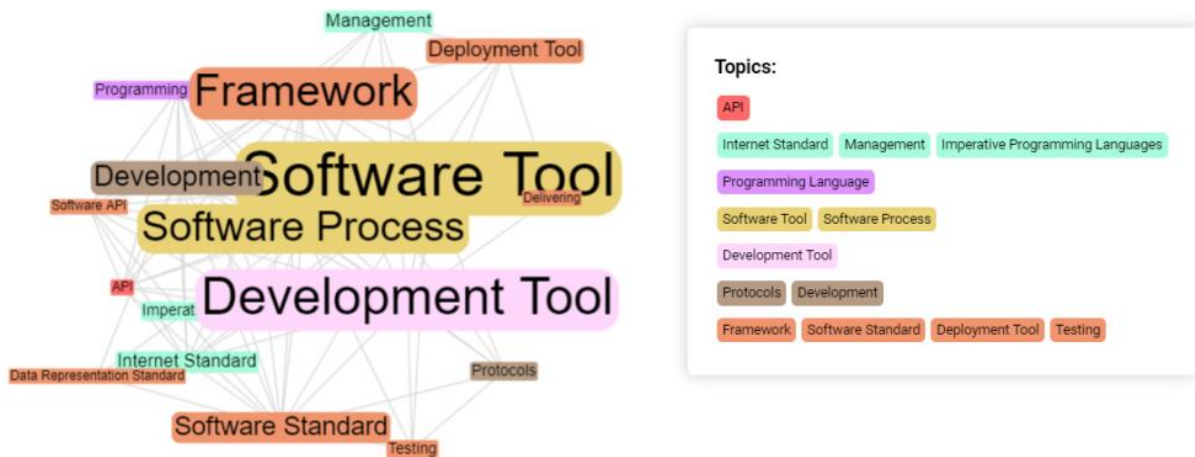 Management
Deployment Tool
Programming
Framework
Software Tool
Development
Delivering
Software API
Software Process
API
Development Tool
Imperat
Internet Standard
Protocols
Data Representation Standard
Software Standard
Testing
Topics:
API
Internet Standard Management Imperative Programming Languages
Programming Language
Software Tool Software Process
Development Tool
Protocols Development
Framework Software Standard Deployment Tool Testing